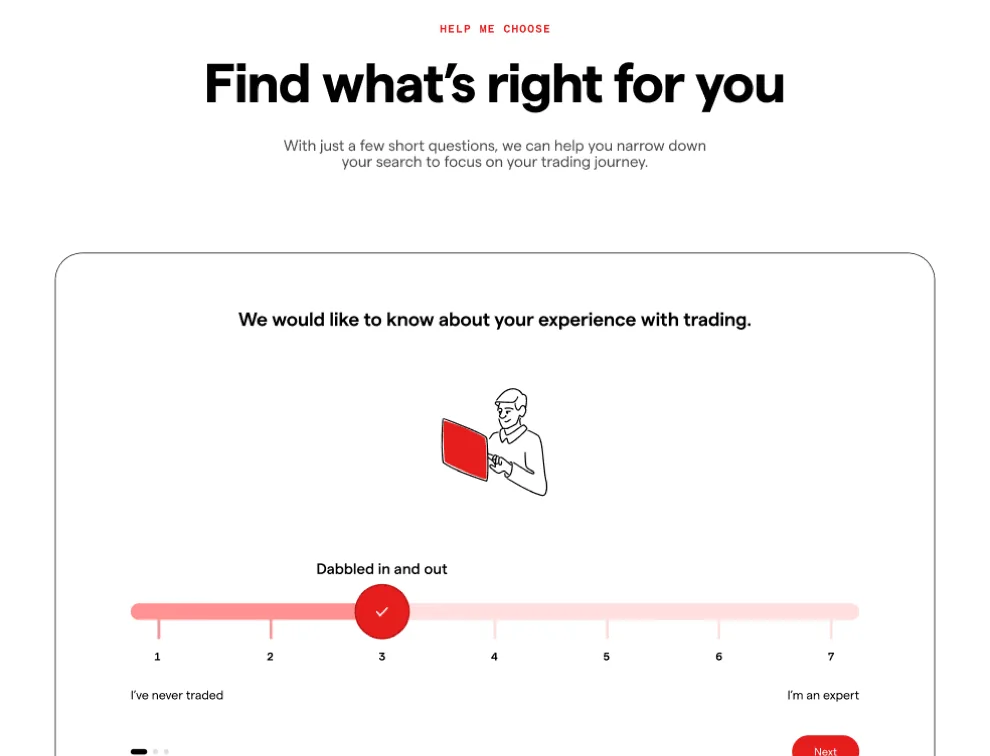 HELP ME CHOOSE
Find what’s right for you
With just a few short questions, we can help you narrow down
your search to focus on your trading journey.
We would like to know about your experience with trading.
Dabbled in and out
1 2 3 4 5 6 7
I’ve never traded
I’m an expert
Next